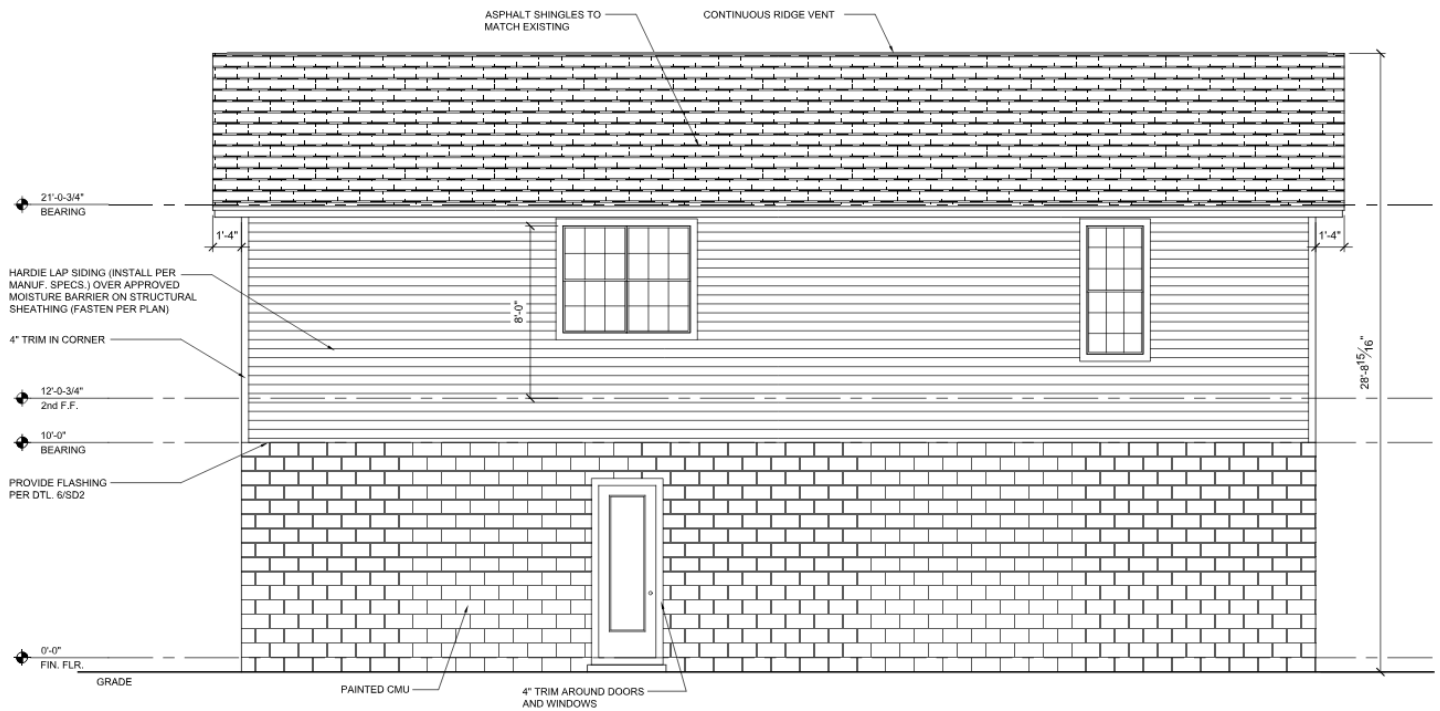 ASPHALT SHINGLES TO
MATCH EXISTING
CONTINUOUS RIDGE VENT
21'-0-3/4"
BEARING
1'-4"
1'-4"
HARDIE LAP SIDING (INSTALL PER
MANUF. SPECS.) OVER APPROVED
MOISTURE BARRIER ON STRUCTURAL
SHEATHING (FASTEN PER PLAN)
8'-0"
4" TRIM IN CORNER
28'-8 15/16"
12'-0-3/4"
2nd F.F.
10'-0"
BEARING
PROVIDE FLASHING
PER DTL. 6/SD2
0'-0"
FIN. FLR.
GRADE
PAINTED CMU
4" TRIM AROUND DOORS
AND WINDOWS